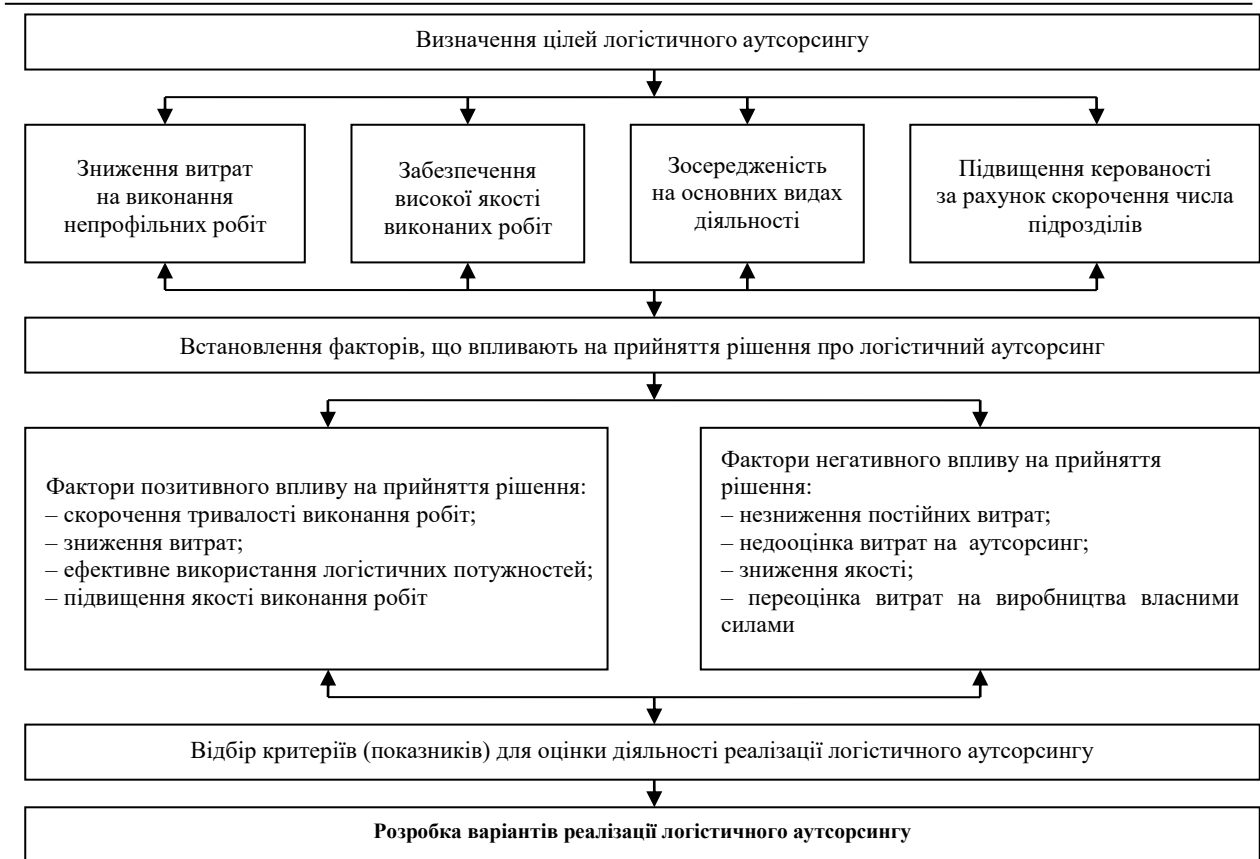 Визначення цілей логістичного аутсорсингу
Зниження витрат
на виконання
непрофільних робіт
Забезпечення
високої якості
виконаних робіт
Зосередженість
на основних видах
діяльності
Підвищення керованості
за рахунок скорочення числа
підрозділів
Встановлення факторів, що впливають на прийняття рішення про логістичний аутсорсинг
Фактори позитивного впливу на прийняття рішення:
– скорочення тривалості виконання робіт;
– зниження витрат;
– ефективне використання логістичних потужностей;
– підвищення якості виконання робіт
Фактори негативного впливу на прийняття
рішення:
– незниження постійних витрат;
– недооцінка витрат на аутсорсинг;
– зниження якості;
– переоцінка витрат на виробництва власними
силами
Відбір критеріїв (показників) для оцінки діяльності реалізації логістичного аутсорсингу
Розробка варіантів реалізації логістичного аутсорсингу